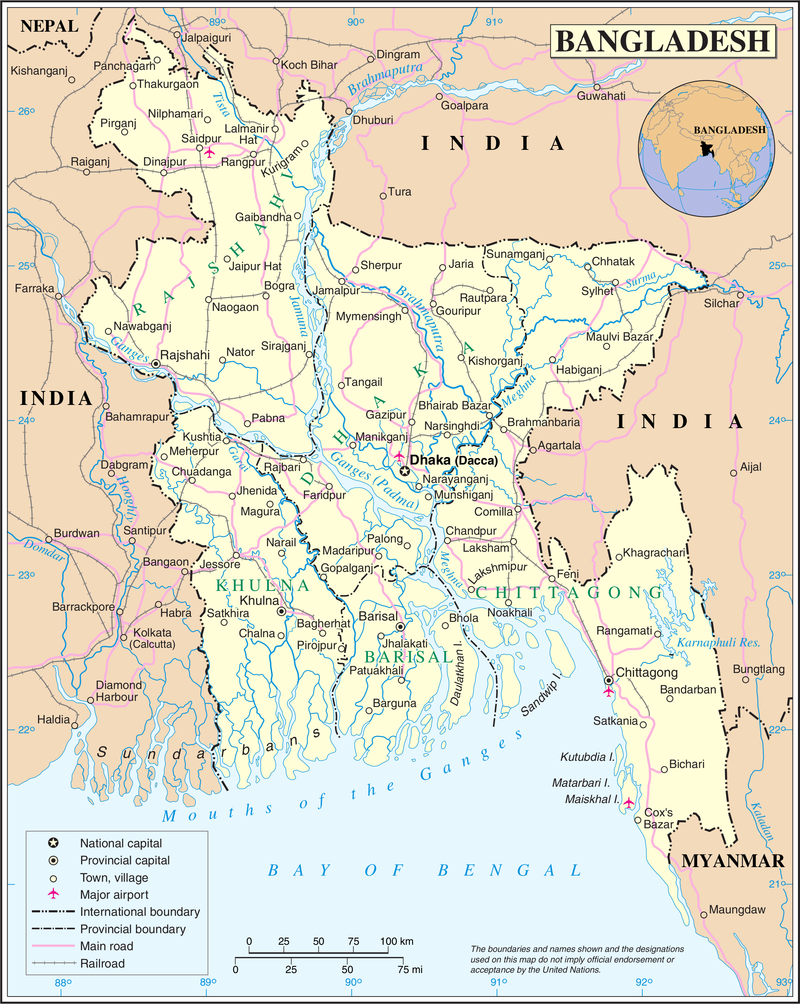 BANGLADESH
NEPAL
88°
89°
90°
91°
Jalpaiguri
Kishanganj
Panchagarh
Koch Bihar
Dingram
Thakurgaon
Brahmaputra
Tista
Goalpara
Guwahati
26°
Nilphamari
Dhuburi
Pirganj
Lalmanir
Hat
Saidpur
INDIA
BANGLADESH
Raiganj
Dinajpur
Rangpur
Kurigram
Tura
Gaibandha
RAJSHAHI
25°
Jaipur Hat
Sherpur
Jaria
Sunamganj
Chhatak
25°
Farraka
Bogra
Jamalpur
Brahmaputra
Rautpara
Sylhet
Surma
Silchar
Naogaon
Jamuna
Mymensingh
Gouripur
Nawabganj
Ganges
Rajshahi
Nator
Sirajganj
Kishorganj
Maulvi Bazar
Habiganj
Tangail
DHAKA
INDIA
Bahamrapur
Pabna
Gazipur
Bhairab Bazar
Meghna
24°
INDIA
24°
Kushtia
Manikganj
Narsinghdi
Brahmanbaria
Meherpur
Gorai
Agartala
Dabgram
Hooghly
Chuadanga
Rajbari
Ganges (Padma)
Dhaka (Dacca)
Aijal
Narayanganj
Jhenida
Faridpur
Munshiganj
Magura
Comilla
Burdwan
Santipur
Narail
Palong
Chandpur
Domdar
Madaripur
Laksham
Khagrachari
Bangaon
Jessore
Gopalganj
Meghna
Lakshmipur
Feni
23°
23°
KHULNA
CHITTAGONG
Barrackpore
Habra
Satkhira
Khulna
Barisal
Bhola
Noakhali
Rangamati
Kolkata
(Calcutta)
Chalna
Bagherhat
Jhalakati
Karnaphuli Res.
Pirojpur
BARISAL
Patuakhali
Daulatkhan I.
Sandwip I.
Chittagong
Bungtlang
Diamond
Harbour
Bandarban
Haldia
Barguna
Satkania
22°
22°
Sundarbans
Kutubdia I.
Bichari
Mouths of the Ganges
Matarbari I.
Maiskhal I.
Kaladan
Cox's
Bazar
BAY OF BENGAL
MYANMAR
21°
Maungdaw
National capital
Provincial capital
Town, village
Major airport
International boundary
Provincial boundary
Main road
Railroad
0 25 50 75 100 km
0 25 50 75 mi
The boundaries and names shown and the designations
used on this map do not imply official endorsement or
acceptance by the United Nations.
88°
89°
90°
91°
92°
93°